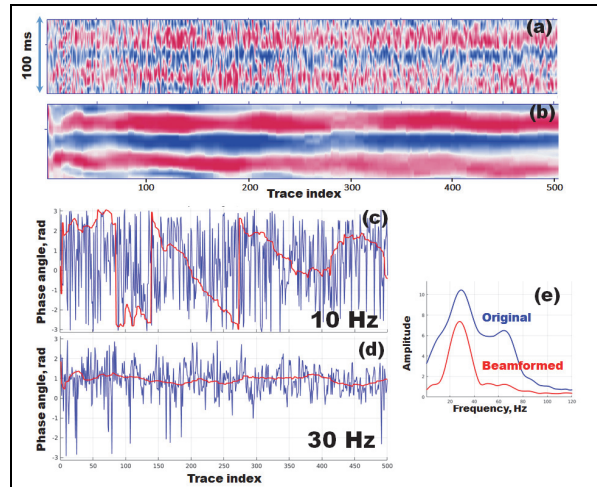 (a)
100 ms
(b)
100 200 300 400 500
Trace index
(c)
Phase angle, rad
3
2
1
0
-1
-2
-3
10 Hz
(d)
Phase angle, rad
3
2
1
0
-1
-2
-3
30 Hz
0 50 100 150 200 250 300 350 400 450 500
Trace index
(e)
Amplitude
10
8
6
4
2
0
Original
Beamformed
20 40 60 80 100 120
Frequency, Hz